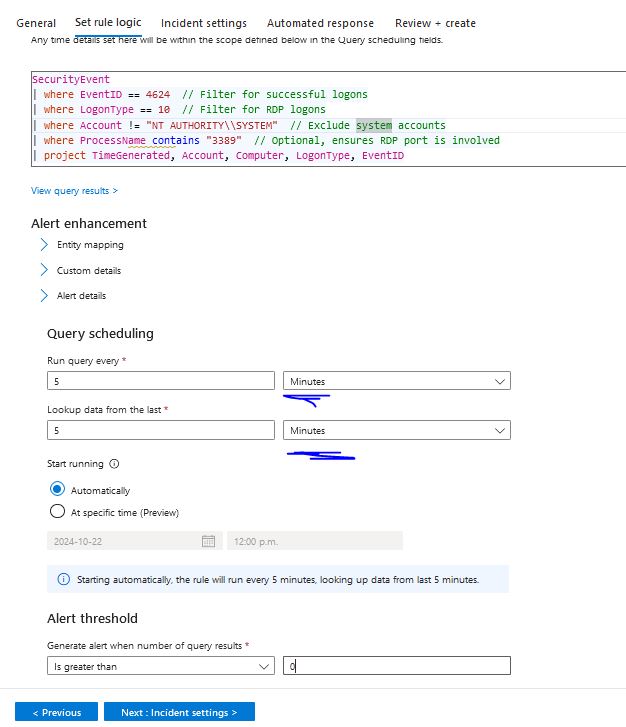 General Set rule logic Incident settings Automated response Review + create
Any time details set here will be within the scope defined below in the Query scheduling fields.
SecurityEvent
| where EventID == 4624 // Filter for successful logons
| where LogonType == 10 // Filter for RDP logons
| where Account != "NT AUTHORITY\\SYSTEM" // Exclude system accounts
| where ProcessName contains "3389" // Optional, ensures RDP port is involved
| project TimeGenerated, Account, Computer, LogonType, EventID
View query results >
Alert enhancement
Entity mapping
Custom details
Alert details
Query scheduling
Run query every *
5 Minutes
Lookup data from the last *
5 Minutes
Start running
Automatically
At specific time (Preview)
2024-10-22 12:00 p.m.
Starting automatically, the rule will run every 5 minutes, looking up data from last 5 minutes.
Alert threshold
Generate alert when number of query results *
Is greater than 0
< Previous Next : Incident settings >